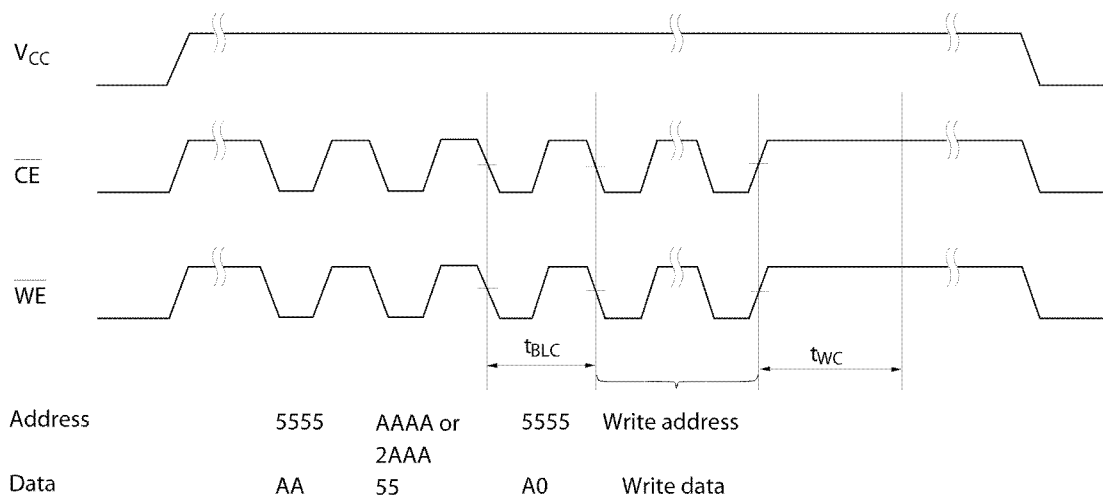 VCC
CE
WE
tBLC
tWC
Address 5555 AAAA or 5555 Write address
2AAA
Data AA 55 A0 Write data